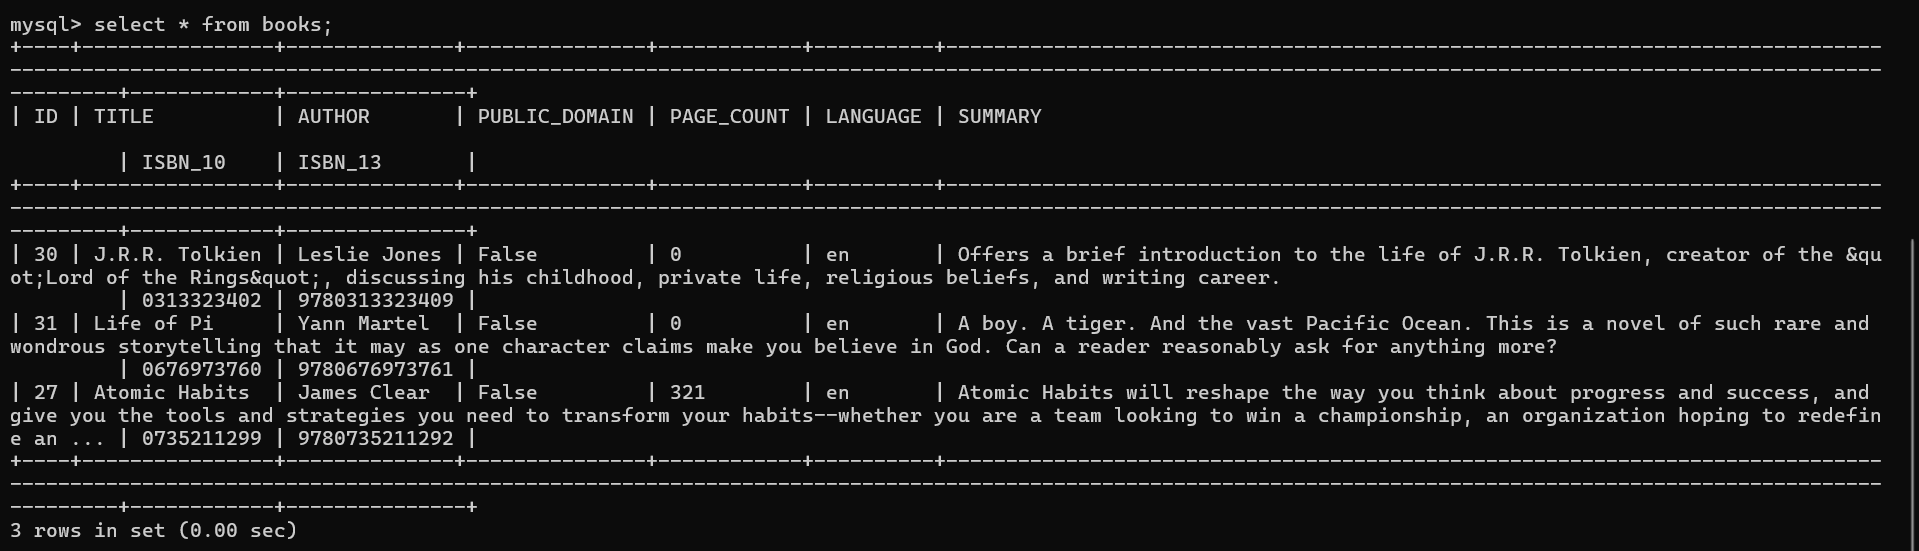 mysql> select * from books;
+----+----------------+--------------+---------------+------------+----------+------------------------------------------------------------------------------
------------------------------------------------------------------------------------------------------------------------------------------------------------
---------+------------+---------------+
| ID | TITLE          | AUTHOR       | PUBLIC_DOMAIN | PAGE_COUNT | LANGUAGE | SUMMARY
         | ISBN_10    | ISBN_13       |
+----+----------------+--------------+---------------+------------+----------+------------------------------------------------------------------------------
------------------------------------------------------------------------------------------------------------------------------------------------------------
---------+------------+---------------+
| 30 | J.R.R. Tolkien | Leslie Jones | False         | 0          | en       | Offers a brief introduction to the life of J.R.R. Tolkien, creator of the &qu
ot;Lord of the Rings&quot;, discussing his childhood, private life, religious beliefs, and writing career.
         | 0313323402 | 9780313323409 |
| 31 | Life of Pi     | Yann Martel  | False         | 0          | en       | A boy. A tiger. And the vast Pacific Ocean. This is a novel of such rare and
wondrous storytelling that it may as one character claims make you believe in God. Can a reader reasonably ask for anything more?
         | 0676973760 | 9780676973761 |
| 27 | Atomic Habits  | James Clear  | False         | 321        | en       | Atomic Habits will reshape the way you think about progress and success, and
give you the tools and strategies you need to transform your habits--whether you are a team looking to win a championship, an organization hoping to redefin
e an ... | 0735211299 | 9780735211292 |
+----+----------------+--------------+---------------+------------+----------+------------------------------------------------------------------------------
------------------------------------------------------------------------------------------------------------------------------------------------------------
---------+------------+---------------+
3 rows in set (0.00 sec)